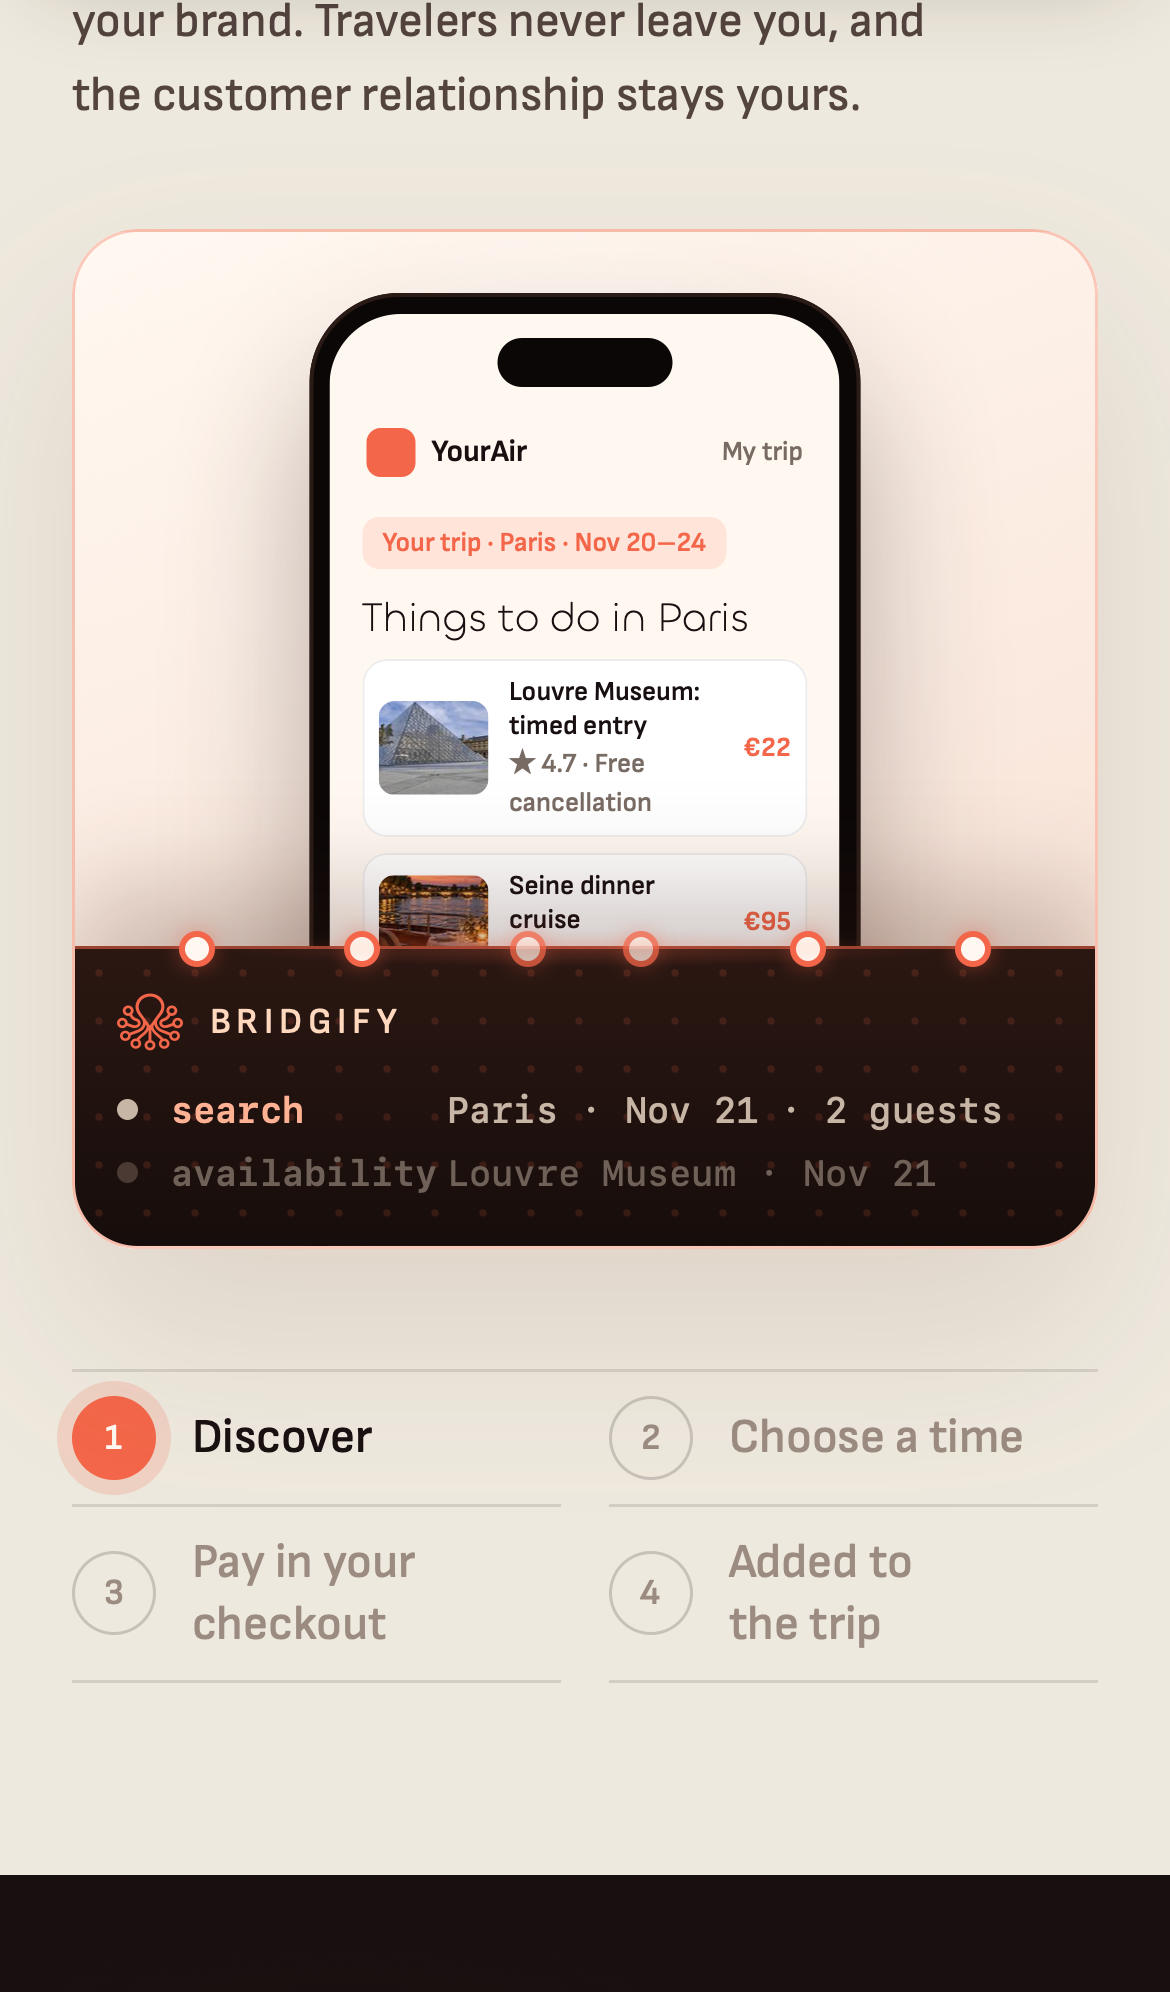 your brand. Travelers never leave you, and
the customer relationship stays yours.
YourAir
My trip
Your trip · Paris · Nov 20–24
Things to do in Paris
Louvre Museum:
timed entry
★ 4.7 · Free
cancellation
€22
Seine dinner
cruise
€95
BRIDGIFY
search Paris · Nov 21 · 2 guests
availability Louvre Museum · Nov 21
1 Discover
2 Choose a time
3 Pay in your
checkout
4 Added to
the trip